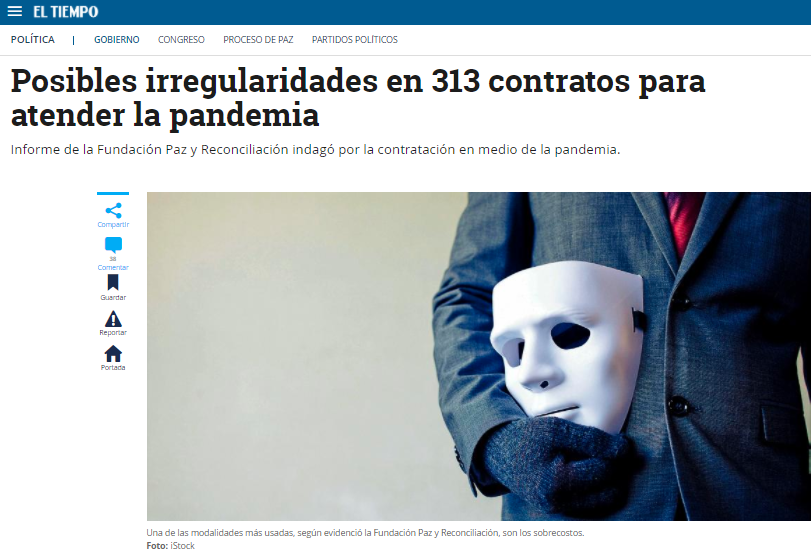 EL TIEMPO
POLÍTICA | GOBIERNO CONGRESO PROCESO DE PAZ PARTIDOS POLÍTICOS
Posibles irregularidades en 313 contratos para
atender la pandemia
Informe de la Fundación Paz y Reconciliación indagó por la contratación en medio de la pandemia.
Compartir
38
Comentar
Guardar
Reportar
Portada
Una de las modalidades más usadas, según evidenció la Fundación Paz y Reconciliación, son los sobrecostos.
Foto: iStock